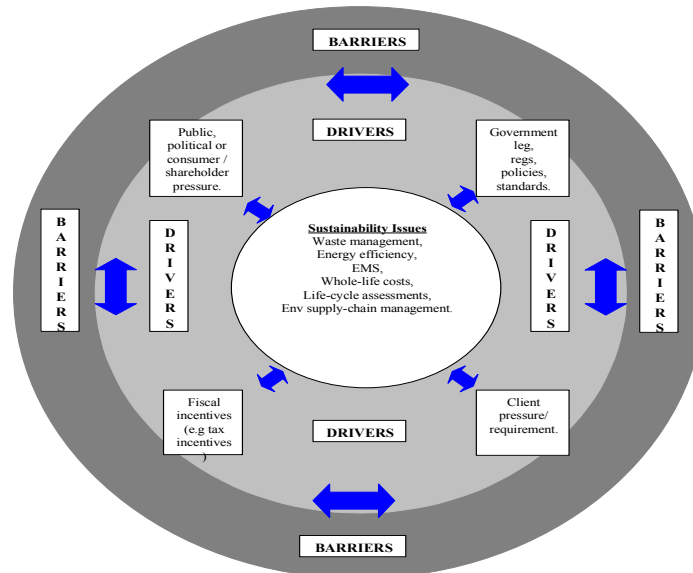 BARRIERS
DRIVERS
Public,
political or
consumer /
shareholder
pressure.
Government
leg,
regs,
policies,
standards.
B
A
R
R
I
E
R
S
D
R
I
V
E
R
S
Sustainability Issues
Waste management,
Energy efficiency,
EMS,
Whole-life costs,
Life-cycle assessments,
Env supply-chain management.
D
R
I
V
E
R
S
B
A
R
R
I
E
R
S
Fiscal
incentives
(e.g tax
incentives
)
DRIVERS
Client
pressure/
requirement.
BARRIERS